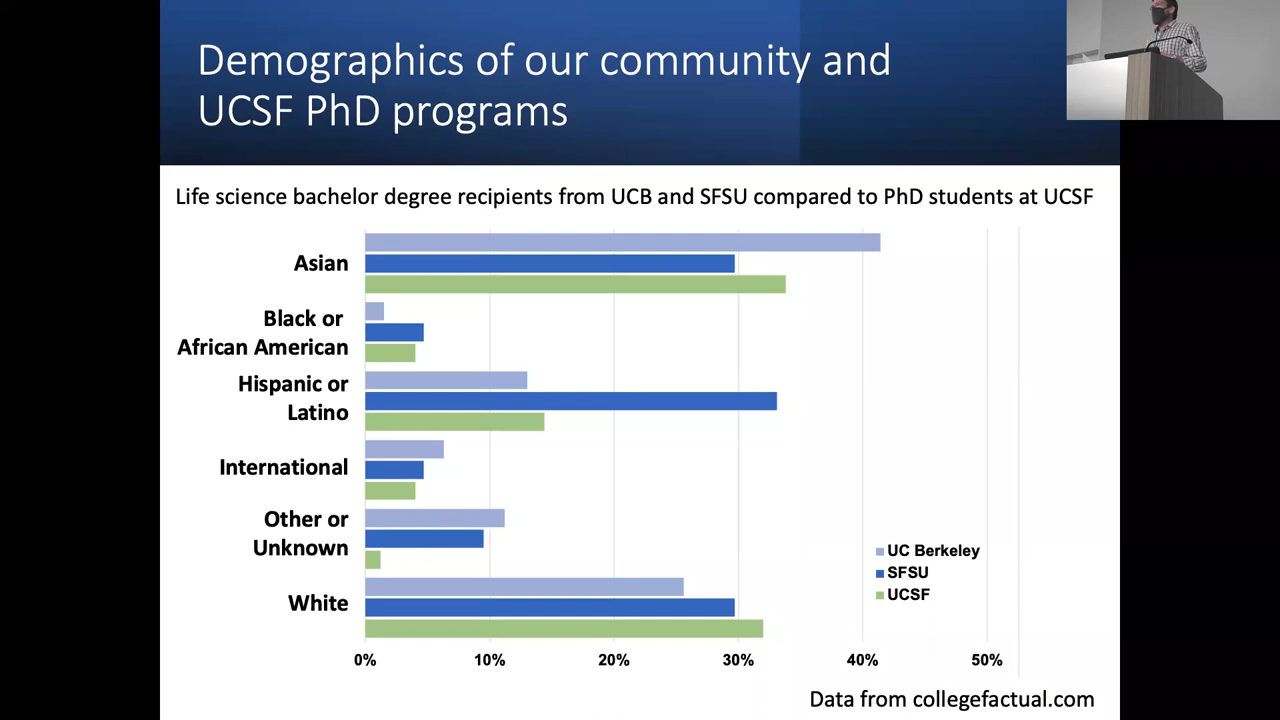 Demographics of our community and
UCSF PhD programs
Life science bachelor degree recipients from UCB and SFSU compared to PhD students at UCSF
Asian
Black or
African American
Hispanic or
Latino
International
Other or
Unknown
White
UC Berkeley
SFSU
UCSF
0% 10% 20% 30% 40% 50%
Data from collegefactual.com